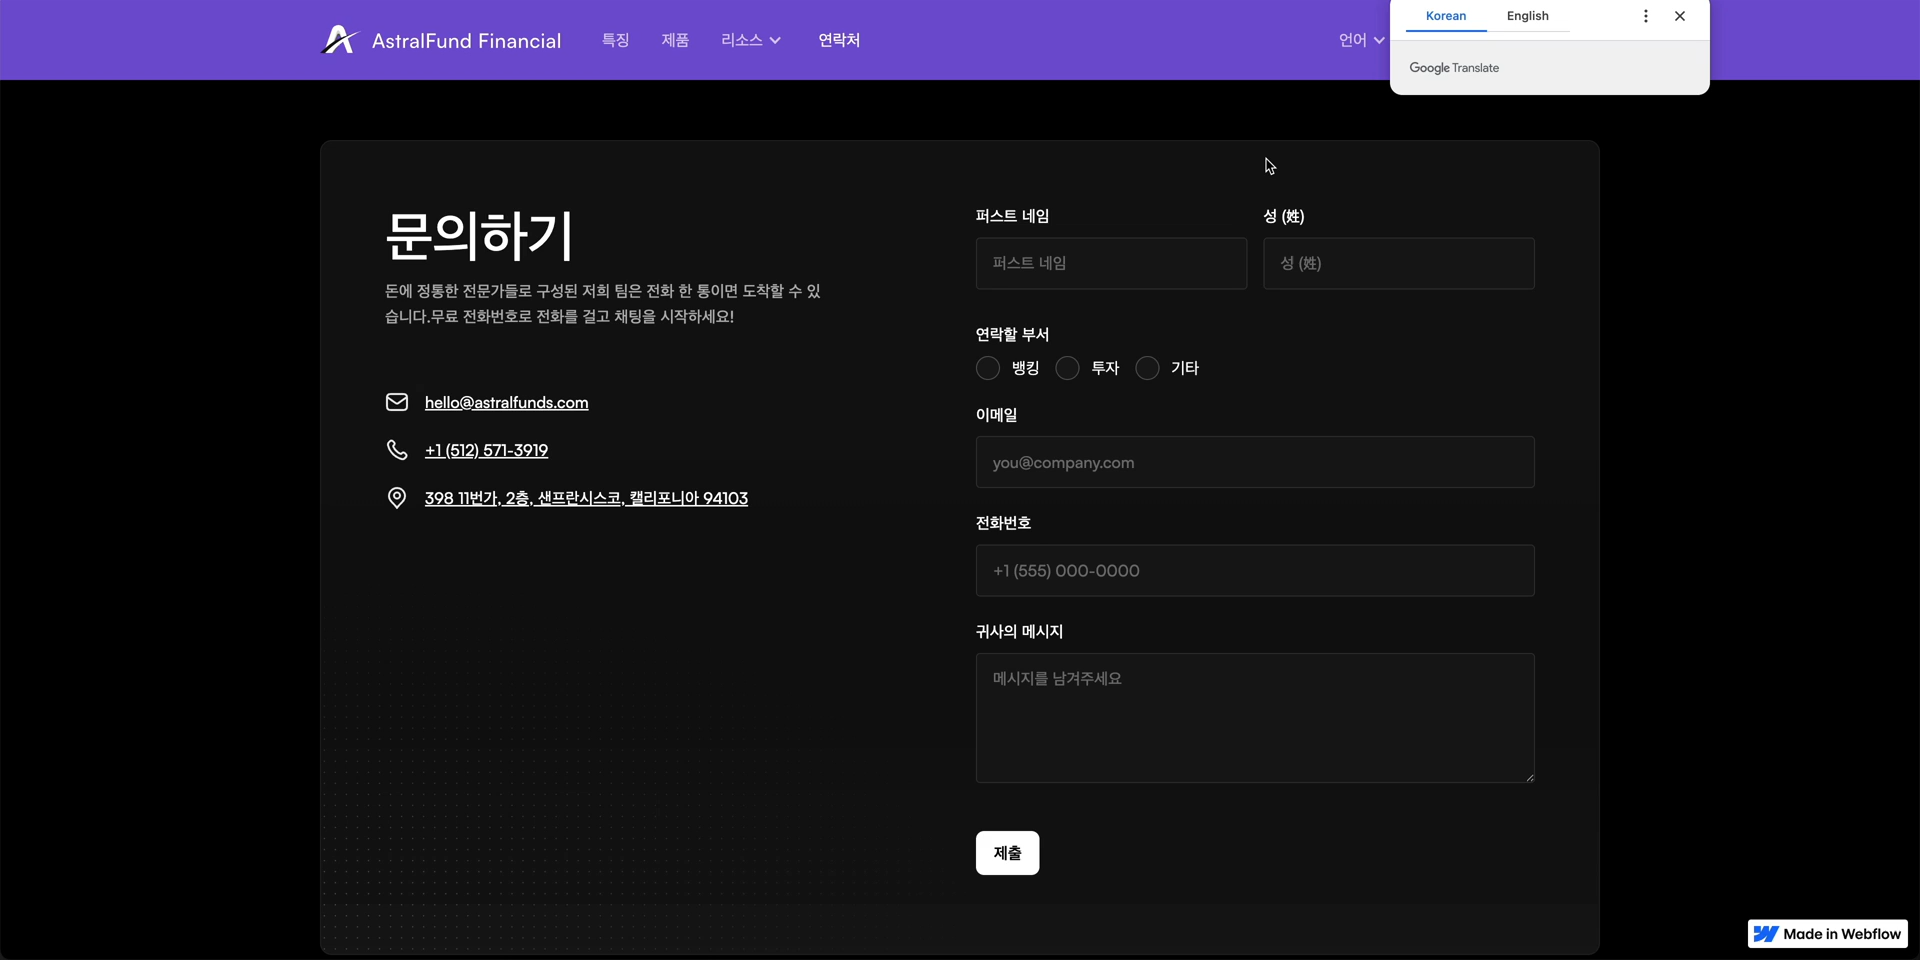 AstralFund Financial
특징
제품
리소스
연락처
언어
Korean
English
Google Translate
문의하기
돈에 정통한 전문가들로 구성된 저희 팀은 전화 한 통이면 도착할 수 있
습니다.무료 전화번호로 전화를 걸고 채팅을 시작하세요!
hello@astralfunds.com
+1 (512) 571-3919
398 11번가, 2층, 샌프란시스코, 캘리포니아 94103
퍼스트 네임
성 (姓)
퍼스트 네임
성 (姓)
연락할 부서
뱅킹
투자
기타
이메일
you@company.com
전화번호
+1 (555) 000-0000
귀사의 메시지
메시지를 남겨주세요
제출
Made in Webflow